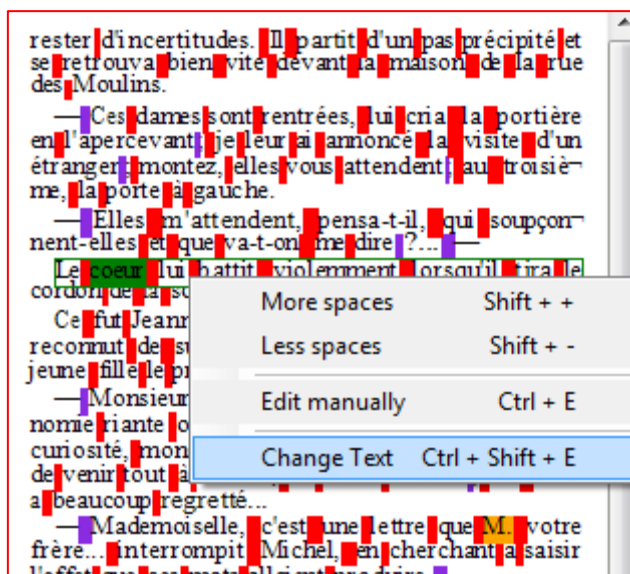 rester d'incertitudes. Il partit d'un pas précipité et
se retrouva bien vite devant la maison de la rue
des Moulins.
— Ces dames sont rentrées, lui cria la portière
en l'apercevant ; je leur ai annoncé la visite d'un
étranger ; montez, elles vous attendent ; au troisiè¬
me, la porte à gauche.
— Elles m'attendent, pensa-t-il, qui soupçon¬
nent-elles et que va-t-on me dire ?... —
Le coeur lui battit violemment lorsqu'il tira le
cordon de la
Ce fut Jeann
reconnut de
jeune fille le
— Monsieur
nomie riante
curiosité, mon
devenir tout à
a beaucoup regretté...
— Mademoiselle, c'est une lettre que M. votre
frère... interrompit Michel, en cherchant à saisir
More spaces Shift + +
Less spaces Shift + -
Edit manually Ctrl + E
Change Text Ctrl + Shift + E